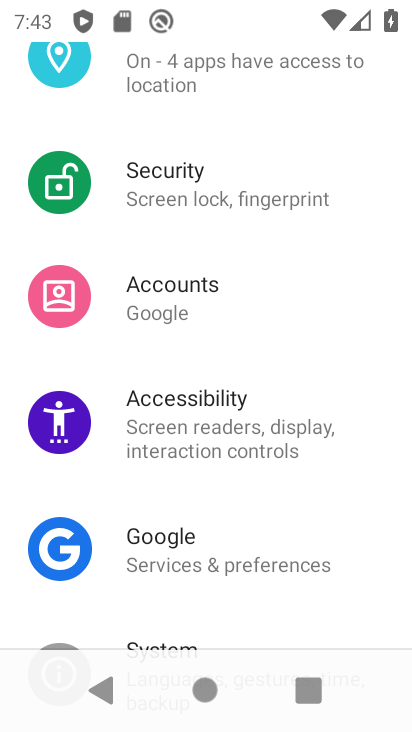 7:43
On - 4 apps have access to
location
Security
Screen lock, fingerprint
Accounts
Google
Accessibility
Screen readers, display,
interaction controls
Google
Services & preferences
System
Languages, gestures, time,
backup